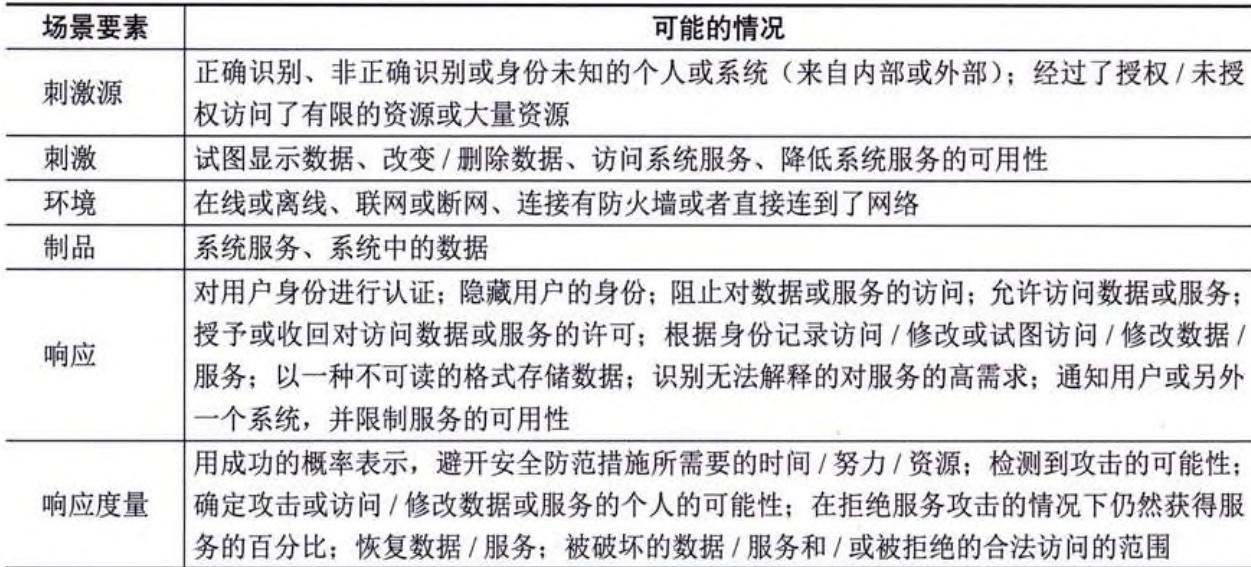 场景要素 可能的情况
刺激源 正确识别、非正确识别或身份未知的个人或系统（来自内部或外部）；经过了授权 / 未授
权访问了有限的资源或大量资源
刺激 试图显示数据、改变 / 删除数据、访问系统服务、降低系统服务的可用性
环境 在线或离线、联网或断网、连接有防火墙或者直接连到了网络
制品 系统服务、系统中的数据
对用户身份进行认证；隐藏用户的身份；阻止对数据或服务的访问；允许访问数据或服务；
授予或收回对访问数据或服务的许可；根据身份记录访问 / 修改或试图访问 / 修改数据 /
响应 服务；以一种不可读的格式存储数据；识别无法解释的对服务的高需求；通知用户或另外
一个系统，并限制服务的可用性
用成功的概率表示，避开安全防范措施所需要的时间 / 努力 / 资源；检测到攻击的可能性；
响应度量 确定攻击或访问 / 修改数据或服务的个人的可能性；在拒绝服务攻击的情况下仍然获得服
务的百分比；恢复数据 / 服务；被破坏的数据 / 服务和 / 或被拒绝的合法访问的范围